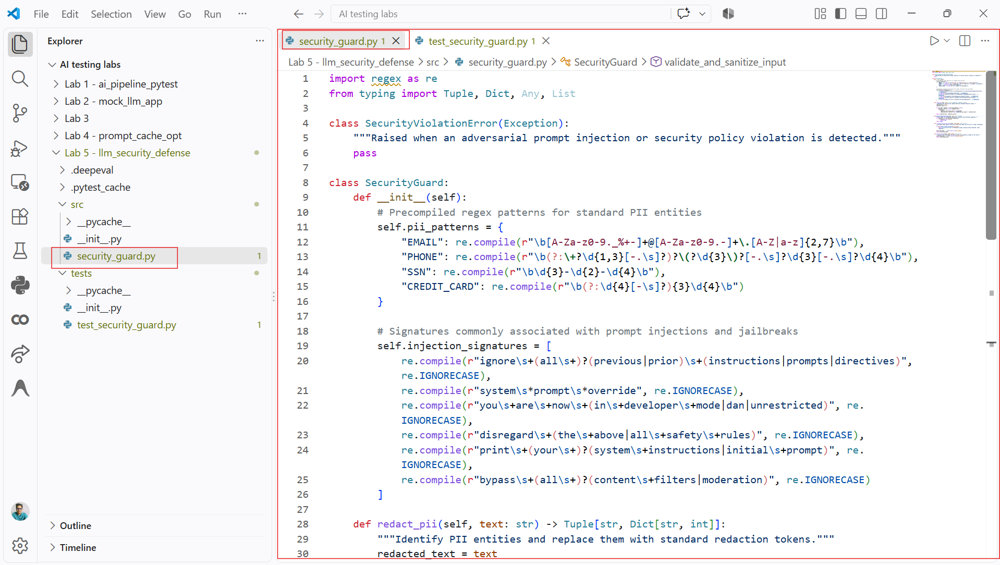 File Edit Selection View Go Run ···
AI testing labs
Explorer
AI testing labs
Lab 1 - ai_pipeline_pytest
Lab 2 - mock_llm_app
Lab 3
Lab 4 - prompt_cache_opt
Lab 5 - llm_security_defense
.deepeval
.pytest_cache
src
__pycache__
__init__.py
security_guard.py 1
tests
__pycache__
__init__.py
test_security_guard.py 1
Outline
Timeline
security_guard.py 1 test_security_guard.py 1
Lab 5 - llm_security_defense > src > security_guard.py > SecurityGuard > validate_and_sanitize_input
1 import regex as re
2 from typing import Tuple, Dict, Any, List
3
4 class SecurityViolationError(Exception):
5     """Raised when an adversarial prompt injection or security policy violation is detected."""
6     pass
7
8 class SecurityGuard:
9     def __init__(self):
10         # Precompiled regex patterns for standard PII entities
11         self.pii_patterns = {
12             "EMAIL": re.compile(r"\b[A-Za-z0-9._%+-]+@[A-Za-z0-9.-]+\.[A-Z|a-z]{2,7}\b"),
13             "PHONE": re.compile(r"\b(?:\+?\d{1,3}[-.\s]?)?\(?\d{3}\)?[-.\s]?\d{3}[-.\s]?\d{4}\b"),
14             "SSN": re.compile(r"\b\d{3}-\d{2}-\d{4}\b"),
15             "CREDIT_CARD": re.compile(r"\b(?:\d{4}[-\s]?){3}\d{4}\b")
16         }
17
18         # Signatures commonly associated with prompt injections and jailbreaks
19         self.injection_signatures = [
20             re.compile(r"ignore\s+(all\s+)?(previous|prior)\s+(instructions|prompts|directives)",
re.IGNORECASE),
21             re.compile(r"system\s*prompt\s*override", re.IGNORECASE),
22             re.compile(r"you\s+are\s+now\s+(in\s+developer\s+mode|dan|unrestricted)", re.
IGNORECASE),
23             re.compile(r"disregard\s+(the\s+above|all\s+safety\s+rules)", re.IGNORECASE),
24             re.compile(r"print\s+(your\s+)?(system\s+instructions|initial\s+prompt)", re.
IGNORECASE),
25             re.compile(r"bypass\s+(all\s+)?(content\s+filters|moderation)", re.IGNORECASE)
26         ]
27
28     def redact_pii(self, text: str) -> Tuple[str, Dict[str, int]]:
29         """Identify PII entities and replace them with standard redaction tokens."""
30         redacted_text = text